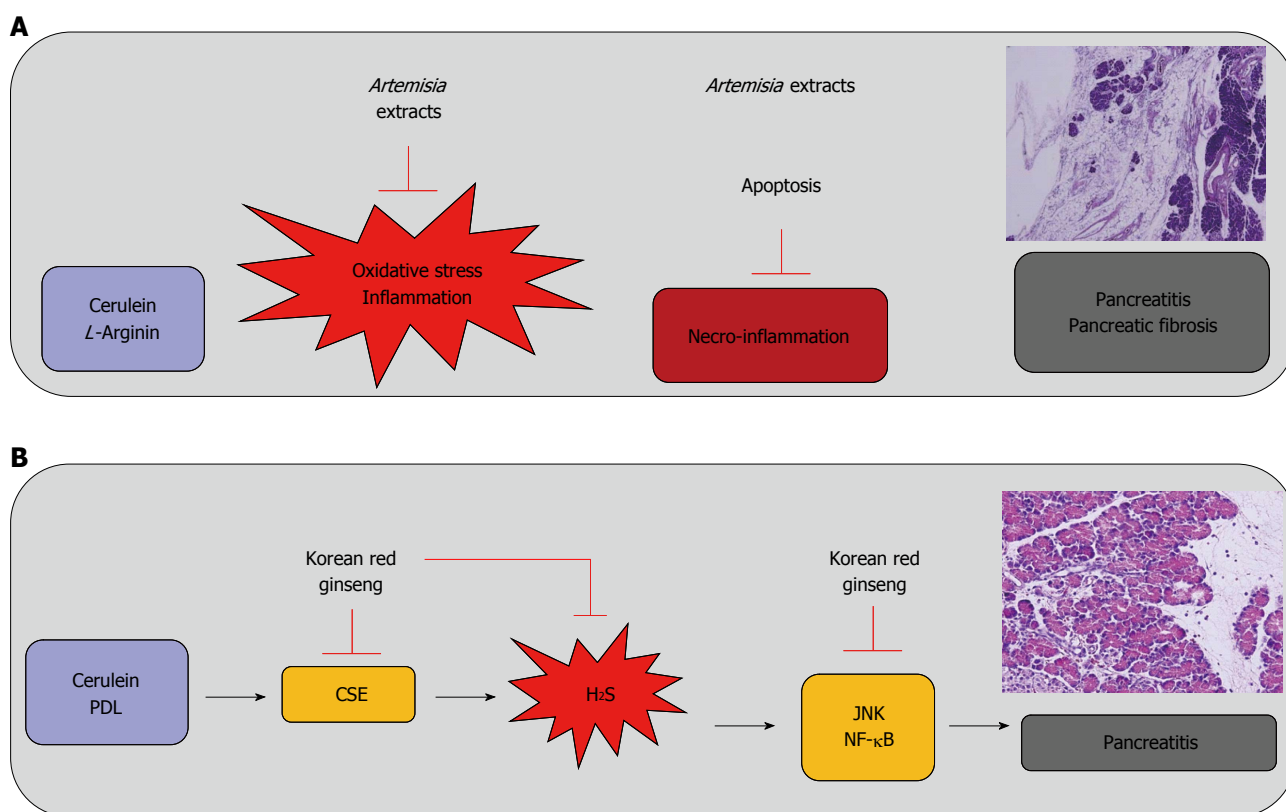 A
Artemisia
extracts
Artemisia extracts
Apoptosis
Oxidative stress
Inflammation
Cerulein
L-Arginin
Necro-inflammation
Pancreatitis
Pancreatic fibrosis
B
Korean red
ginseng
Korean red
ginseng
Cerulein
PDL
CSE
H2S
JNK
NF-κB
Pancreatitis